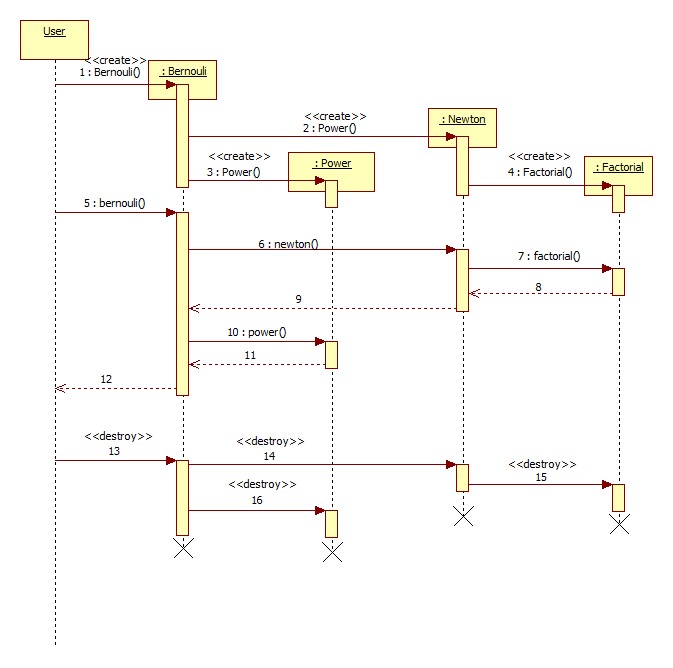 User
<<create>>
1 : Bernouli()
: Bernouli
<<create>>
2 : Power()
: Newton
<<create>>
3 : Power()
: Power
<<create>>
4 : Factorial()
: Factorial
5 : bernouli()
6 : newton()
7 : factorial()
8
9
10 : power()
11
12
<<destroy>>
13
<<destroy>>
14
<<destroy>>
15
<<destroy>>
16